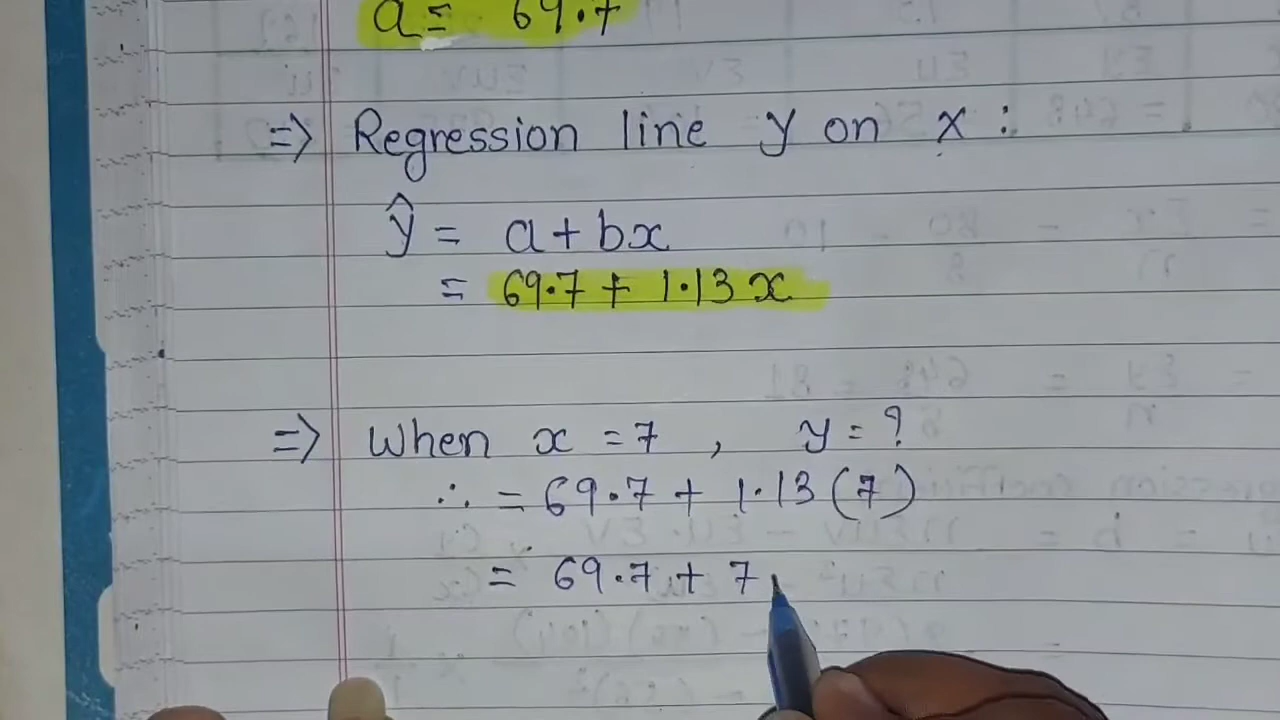 a = 69.7
=> Regression line y on x :
ŷ = a + bx
= 69.7 + 1.13x
=> When x = 7 , y = ?
∴ = 69.7 + 1.13 (7)
= 69.7 + 7